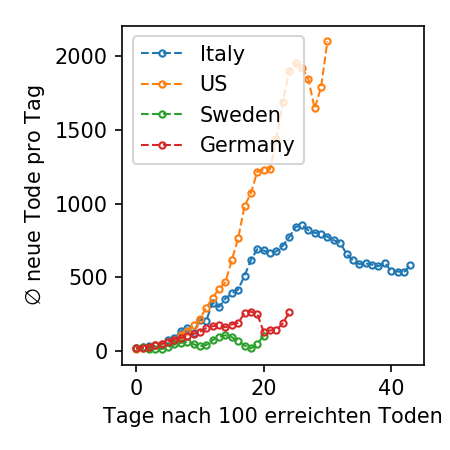 2000
1500
1000
500
0
∅ neue Tode pro Tag
Italy
US
Sweden
Germany
0
20
40
Tage nach 100 erreichten Toden